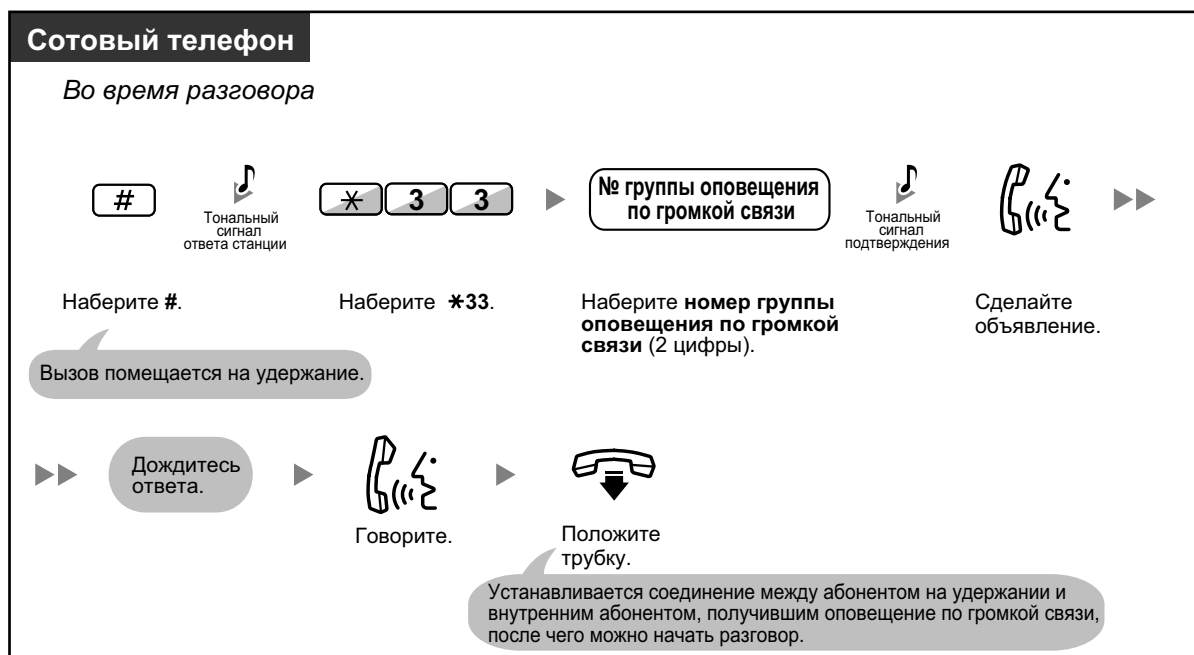 Сотовый телефон
Во время разговора
#
Тональный
сигнал
ответа станции
✳ 3 3
№ группы оповещения
по громкой связи
Тональный
сигнал
подтверждения
Наберите #.
Наберите ✳33.
Наберите номер группы
оповещения по громкой
связи (2 цифры).
Сделайте
объявление.
Вызов помещается на удержание.
Дождитесь
ответа.
Говорите.
Положите
трубку.
Устанавливается соединение между абонентом на удержании и
внутренним абонентом, получившим оповещение по громкой связи,
после чего можно начать разговор.